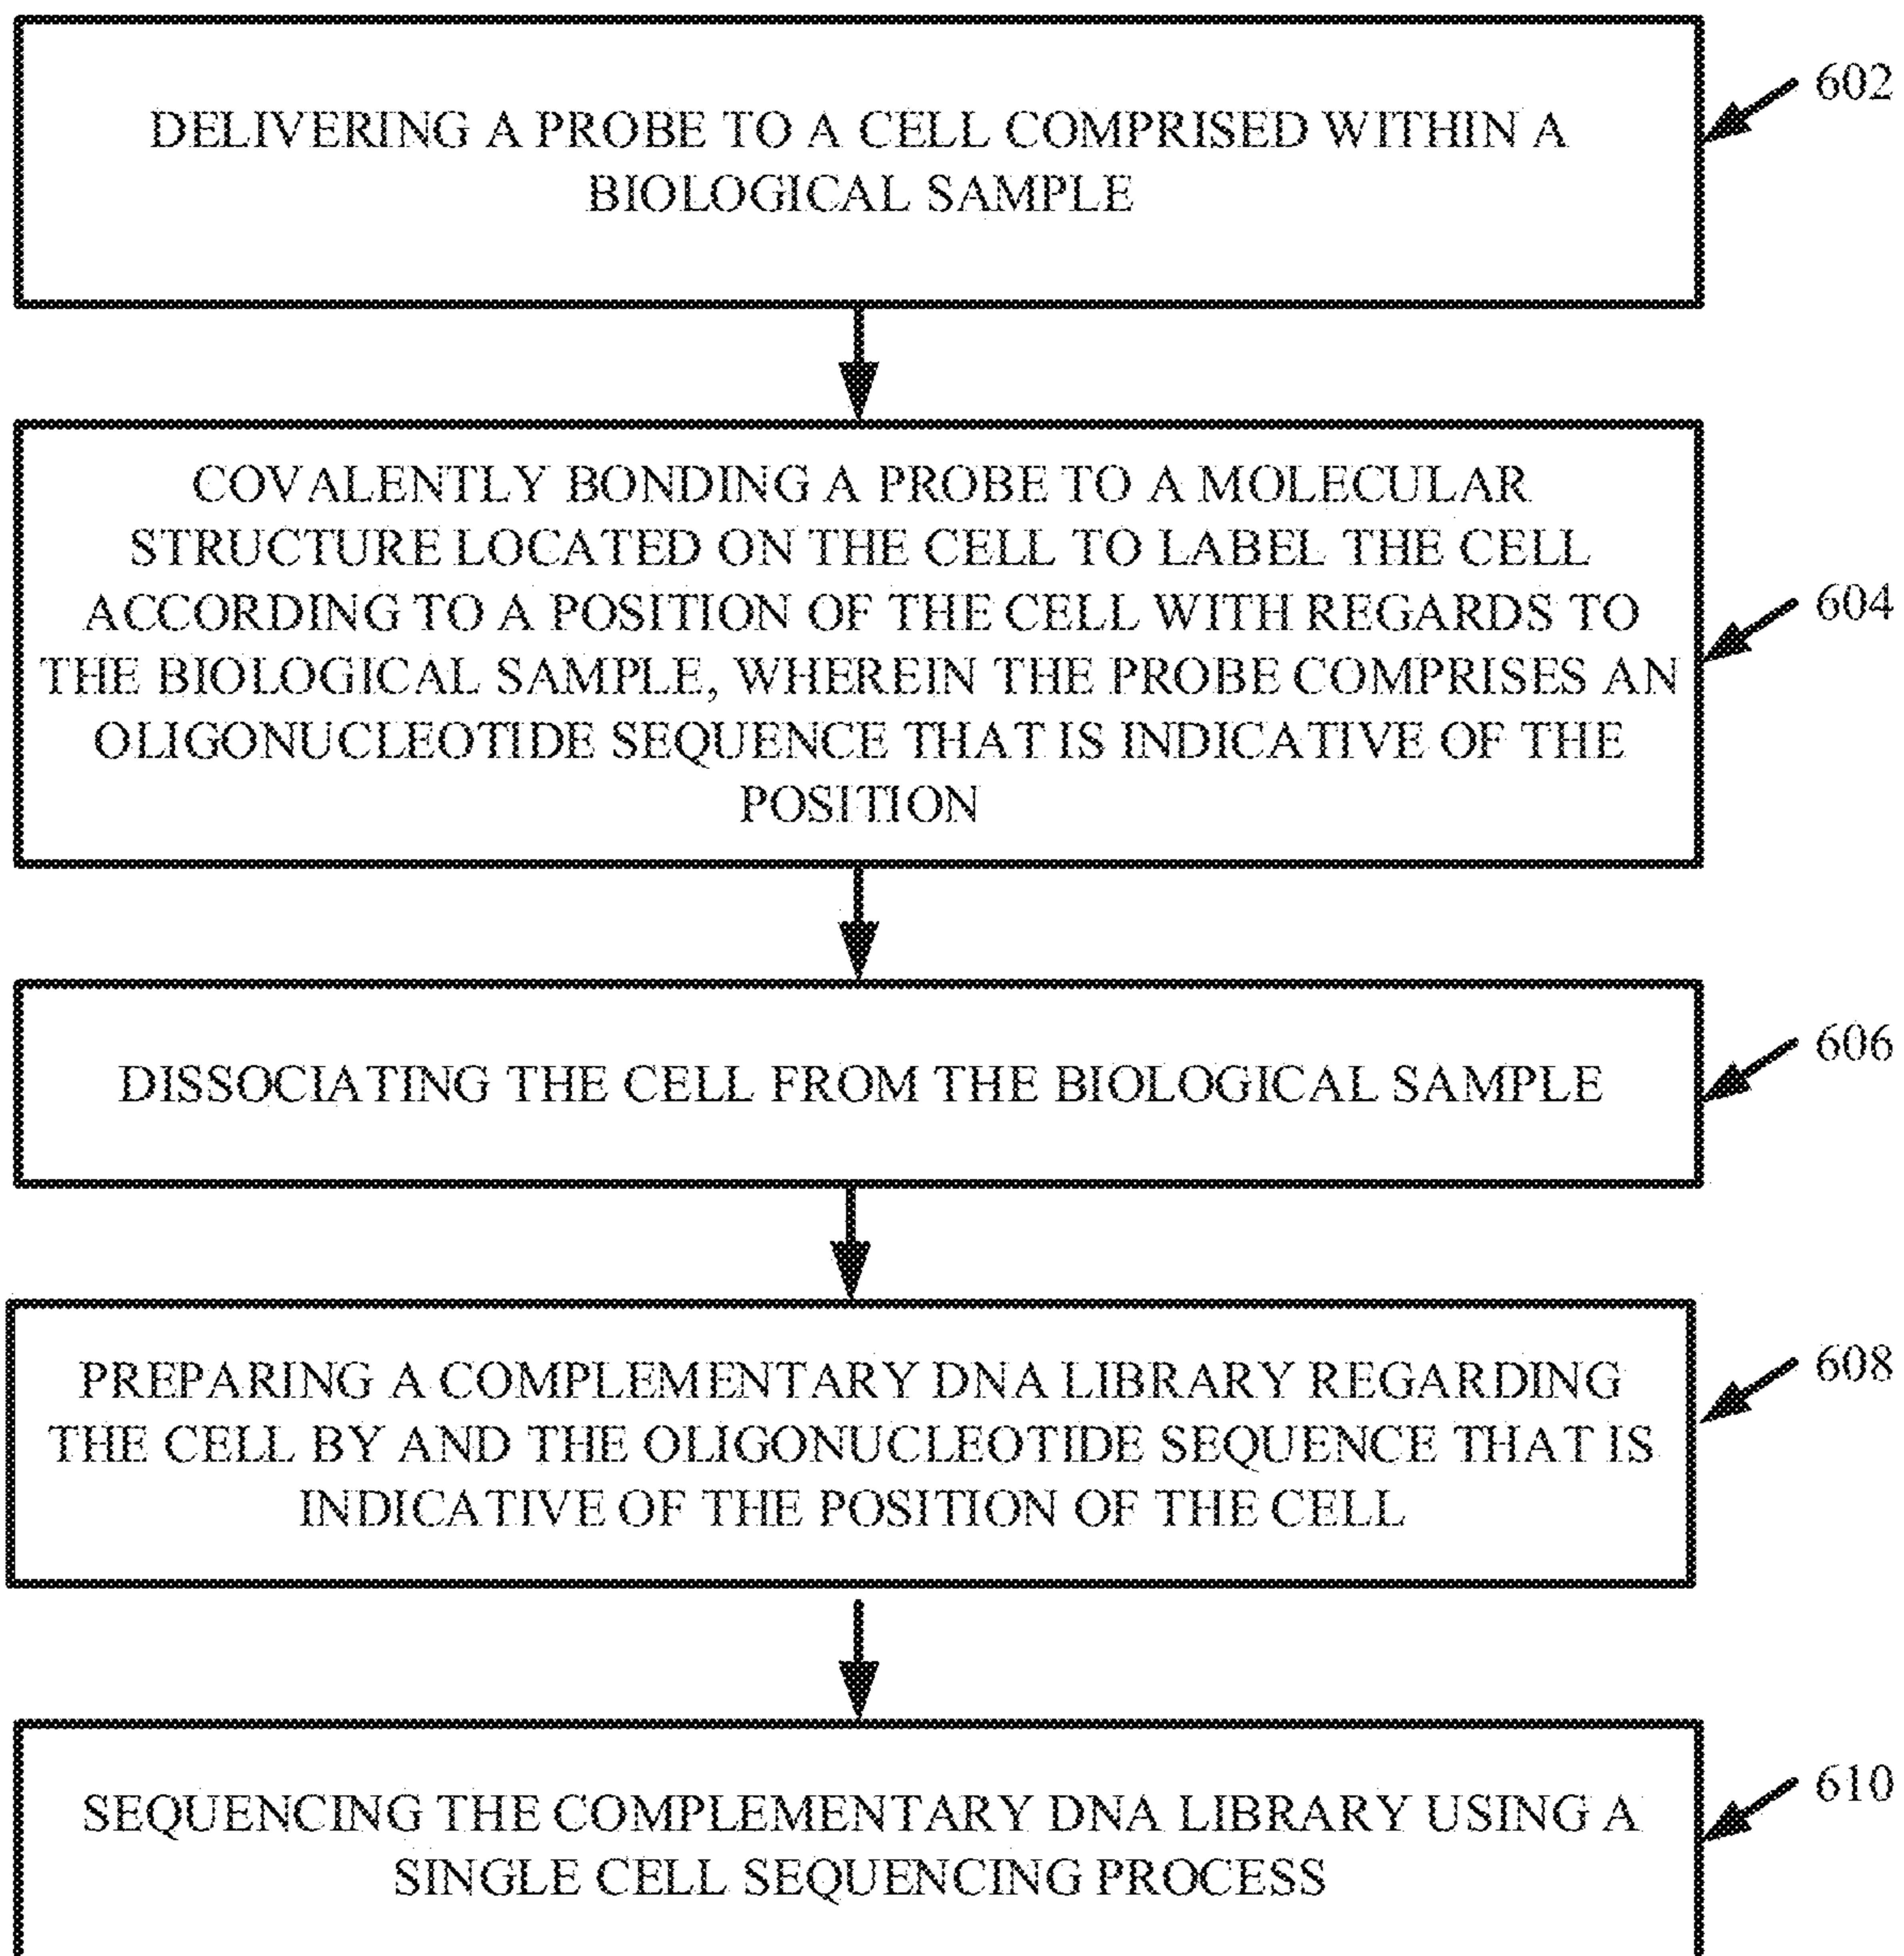 DELIVERING A PROBE TO A CELL COMPRISED WITHIN A
BIOLOGICAL SAMPLE
602
COVALENTLY BONDING A PROBE TO A MOLECULAR
STRUCTURE LOCATED ON THE CELL TO LABEL THE CELL
ACCORDING TO A POSITION OF THE CELL WITH REGARDS TO
THE BIOLOGICAL SAMPLE, WHEREIN THE PROBE COMPRISES AN
OLIGONUCLEOTIDE SEQUENCE THAT IS INDICATIVE OF THE
POSITION
604
DISSOCIATING THE CELL FROM THE BIOLOGICAL SAMPLE
606
PREPARING A COMPLEMENTARY DNA LIBRARY REGARDING
THE CELL BY AND THE OLIGONUCLEOTIDE SEQUENCE THAT IS
INDICATIVE OF THE POSITION OF THE CELL
608
SEQUENCING THE COMPLEMENTARY DNA LIBRARY USING A
SINGLE CELL SEQUENCING PROCESS
610